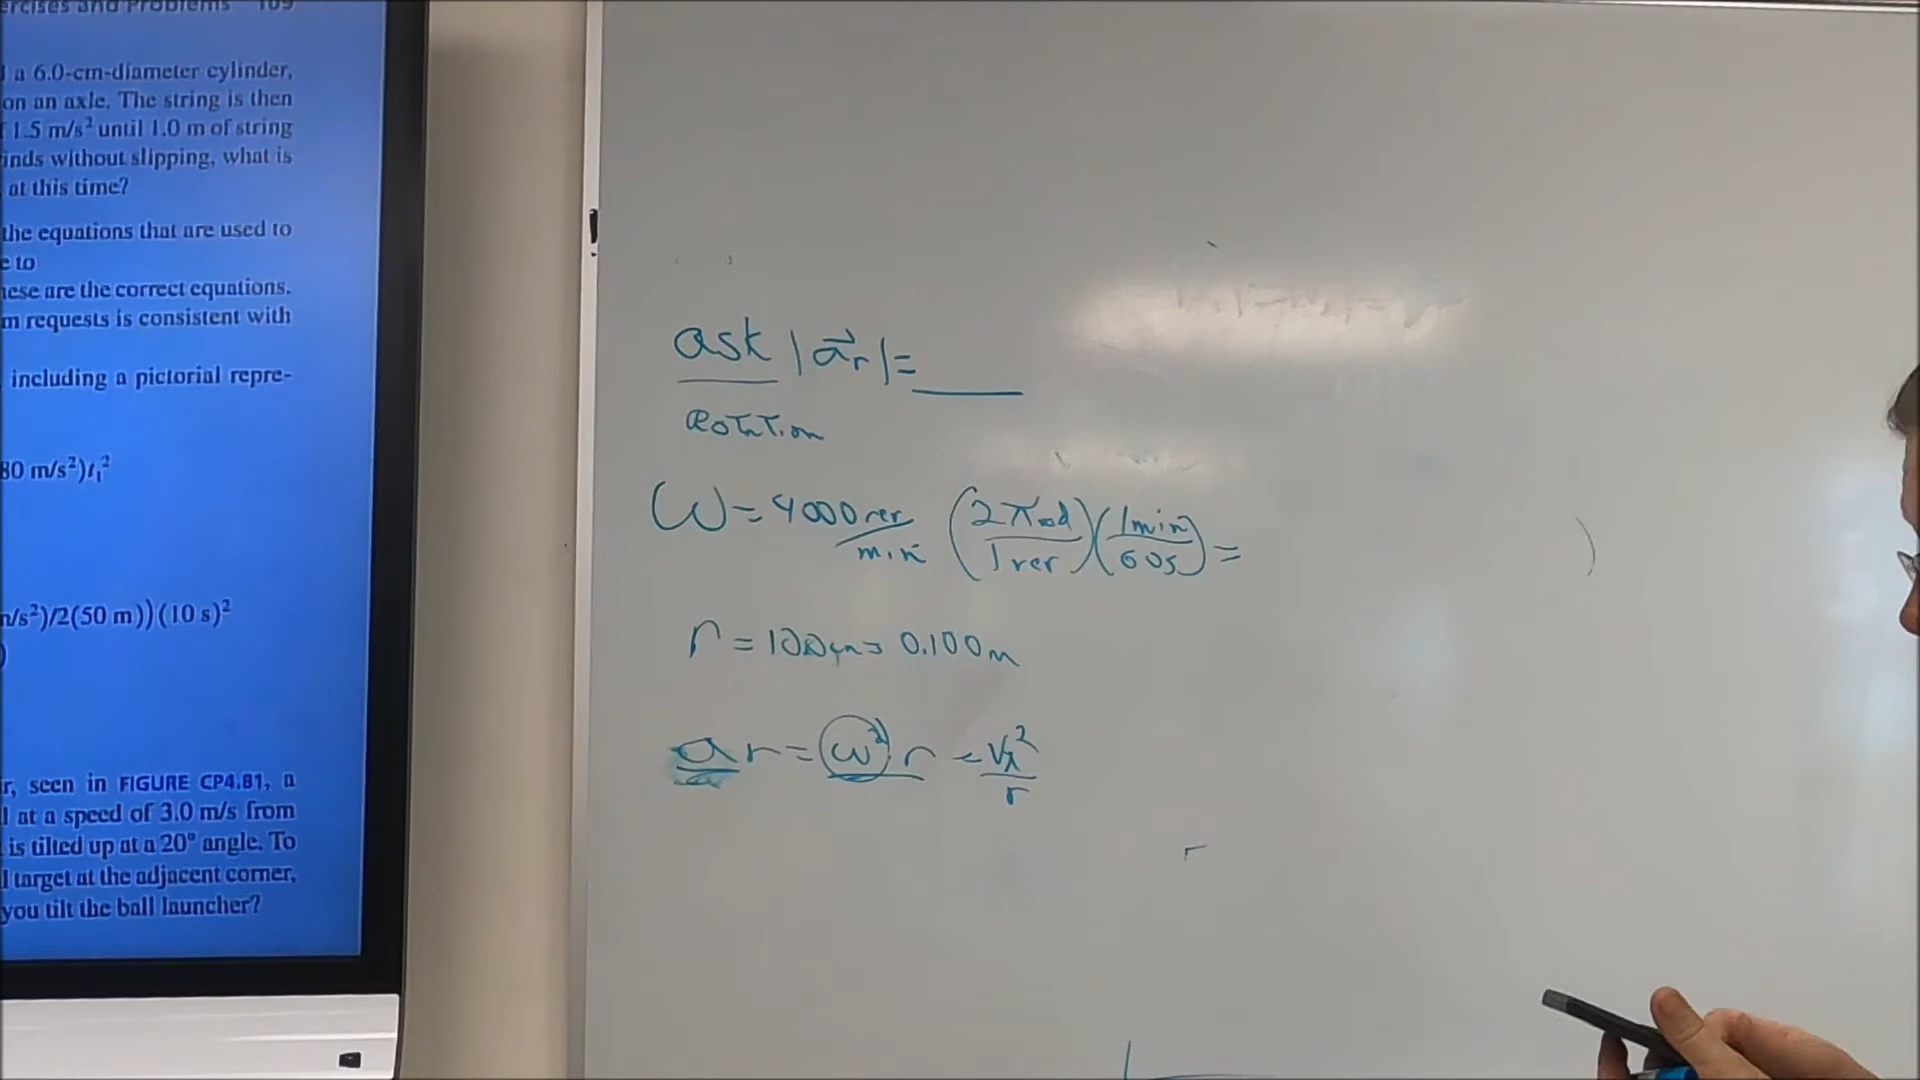 ercises and Problems 109
a 6.0-cm-diameter cylinder,
on an axle. The string is then
1.5 m/s² until 1.0 m of string
inds without slipping, what is
at this time?
the equations that are used to
e to
hese are the correct equations.
m requests is consistent with
including a pictorial repre-
80 m/s²)t₁²
m/s²)/2(50 m))(10 s)²
)
r, seen in FIGURE CP4.81, a
l at a speed of 3.0 m/s from
is tilted up at a 20° angle. To
l target at the adjacent corner,
you tilt the ball launcher?
ask |a⃗r| = ____
Rotation
ω = 4000 rev/min (2π rad / 1 rev)(1 min / 60 s) =
r = 10.0 cm = 0.100 m
ar = ω² r =